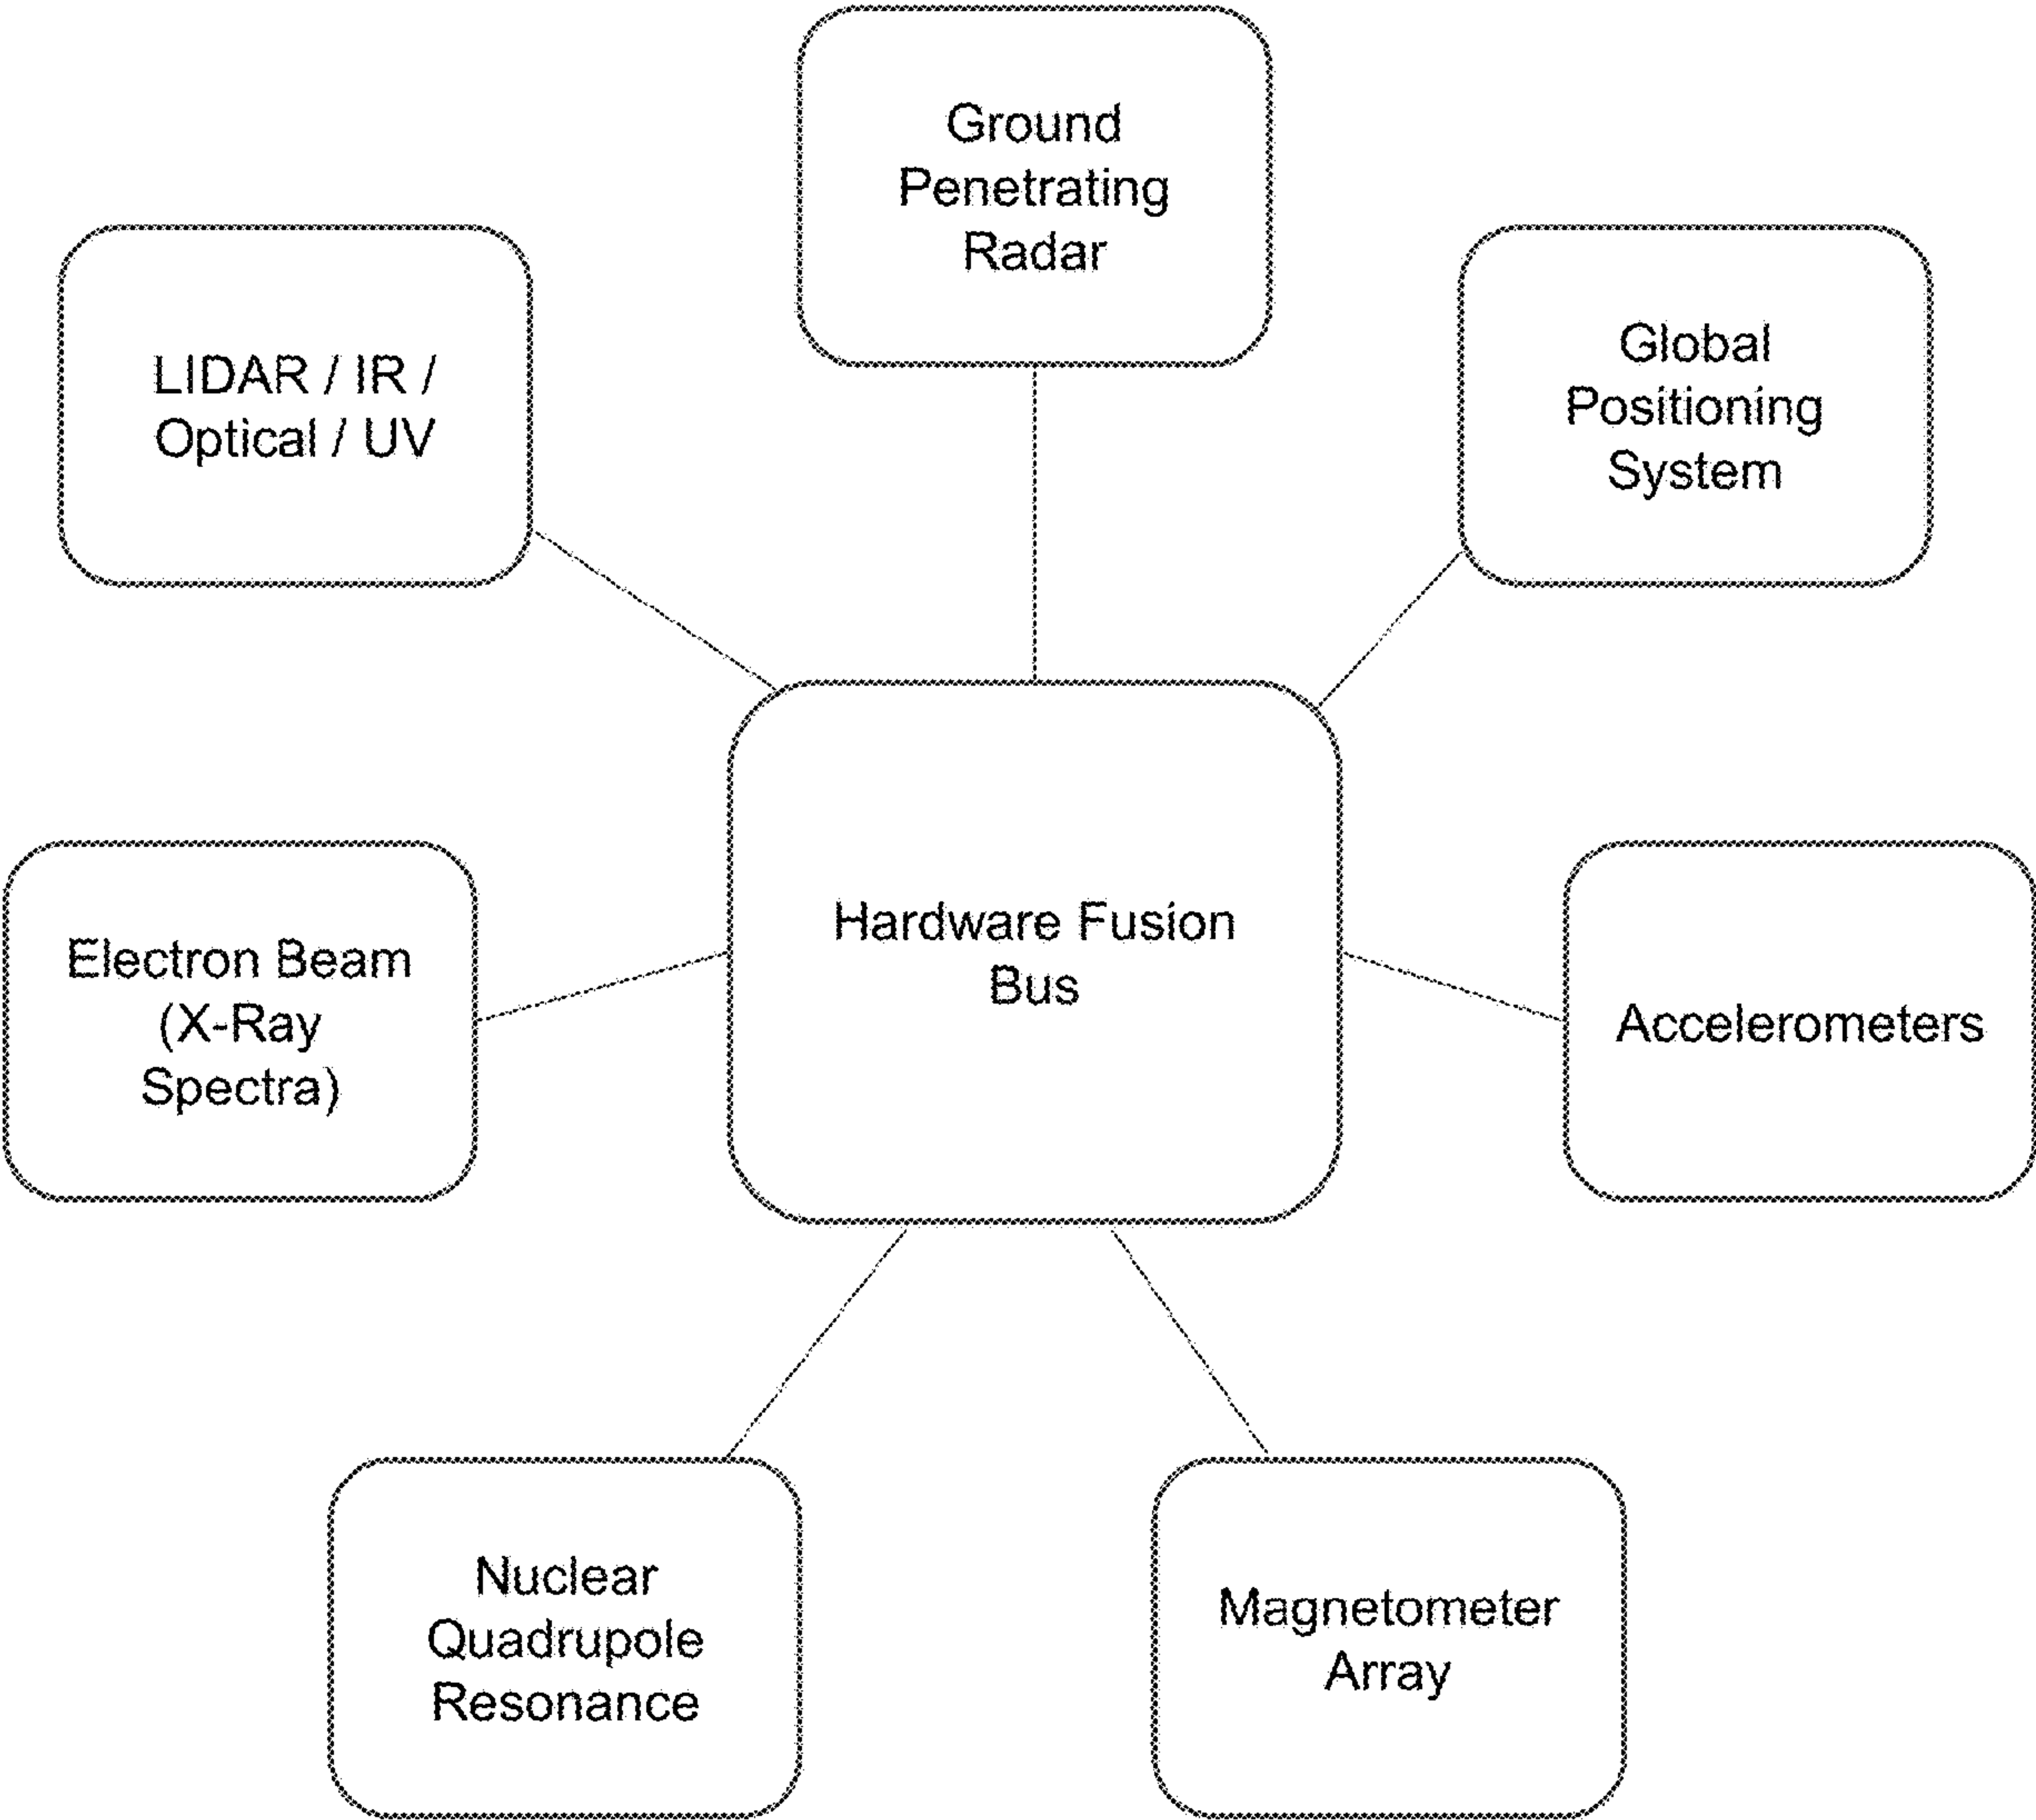 Ground
Penetrating
Radar
LIDAR / IR /
Optical / UV
Global
Positioning
System
Hardware Fusion
Bus
Electron Beam
(X-Ray
Spectra)
Accelerometers
Nuclear
Quadrupole
Resonance
Magnetometer
Array